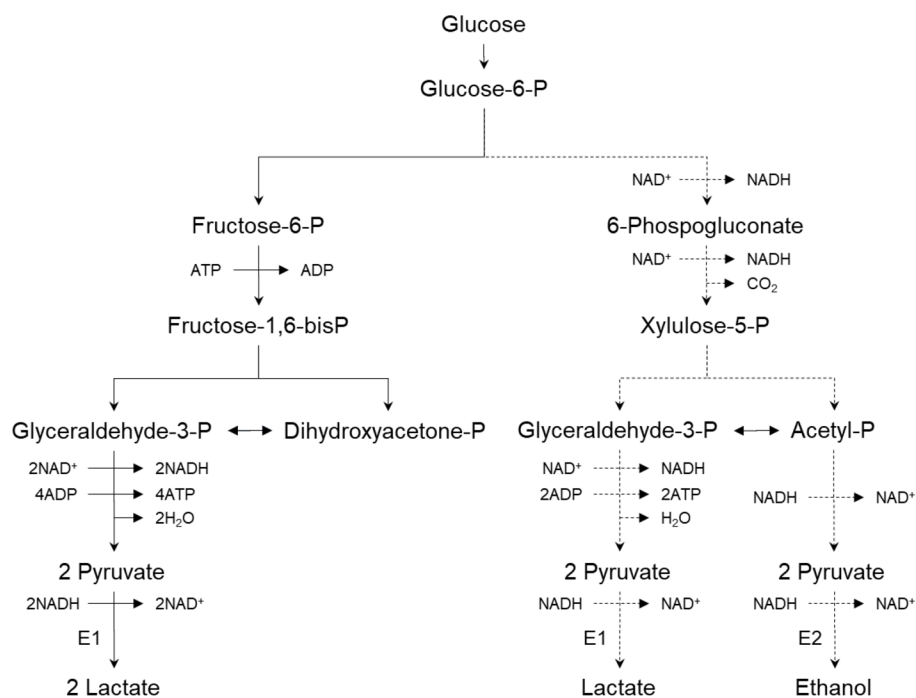 Glucose
Glucose-6-P
NAD⁺ NADH
Fructose-6-P 6-Phospogluconate
ATP ADP NAD⁺ NADH
CO₂
Fructose-1,6-bisP Xylulose-5-P
Glyceraldehyde-3-P Dihydroxyacetone-P Glyceraldehyde-3-P Acetyl-P
2NAD⁺ 2NADH NAD⁺ NADH
4ADP 4ATP 2ADP 2ATP NADH NAD⁺
2H₂O H₂O
2 Pyruvate 2 Pyruvate 2 Pyruvate
2NADH 2NAD⁺ NADH NAD⁺ NADH NAD⁺
E1 E1 E2
2 Lactate Lactate Ethanol